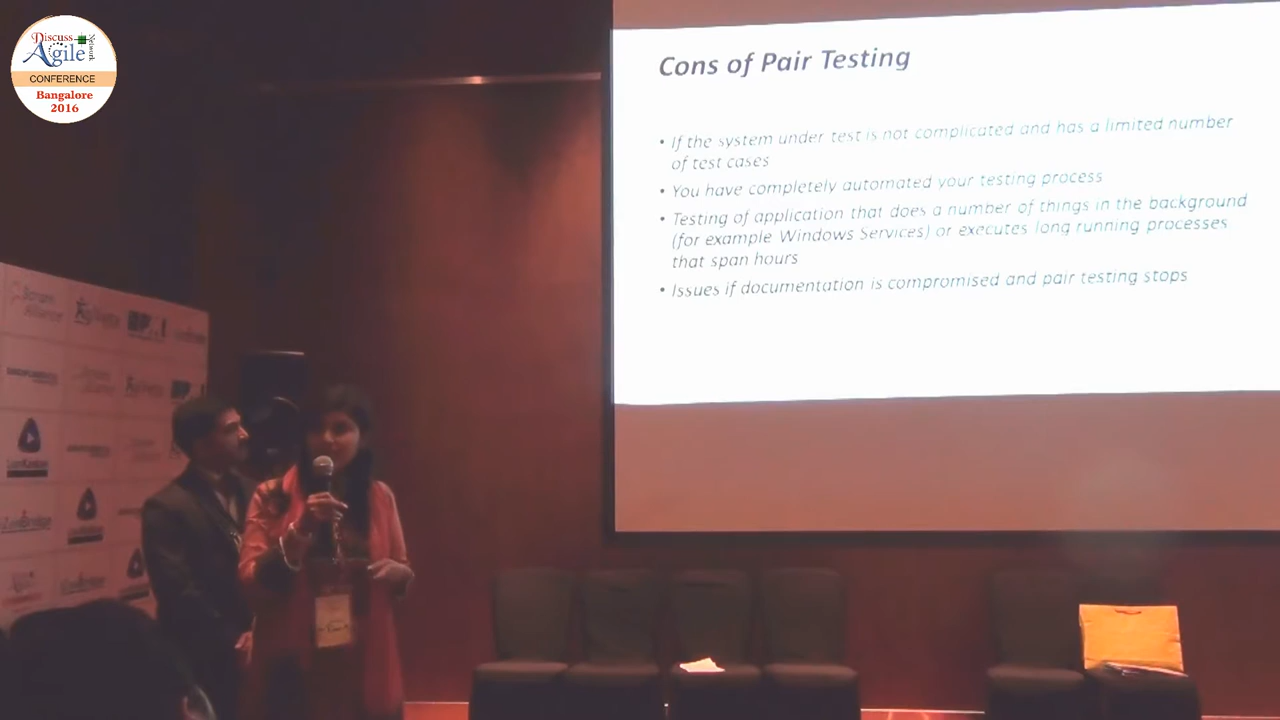 Discuss
Agile
Network
CONFERENCE
Bangalore
2016
Cons of Pair Testing
• If the system under test is not complicated and has a limited number
of test cases
• You have completely automated your testing process
• Testing of application that does a number of things in the background
(for example Windows Services) or executes long running processes
that span hours
• Issues if documentation is compromised and pair testing stops
Scrum
Alliance